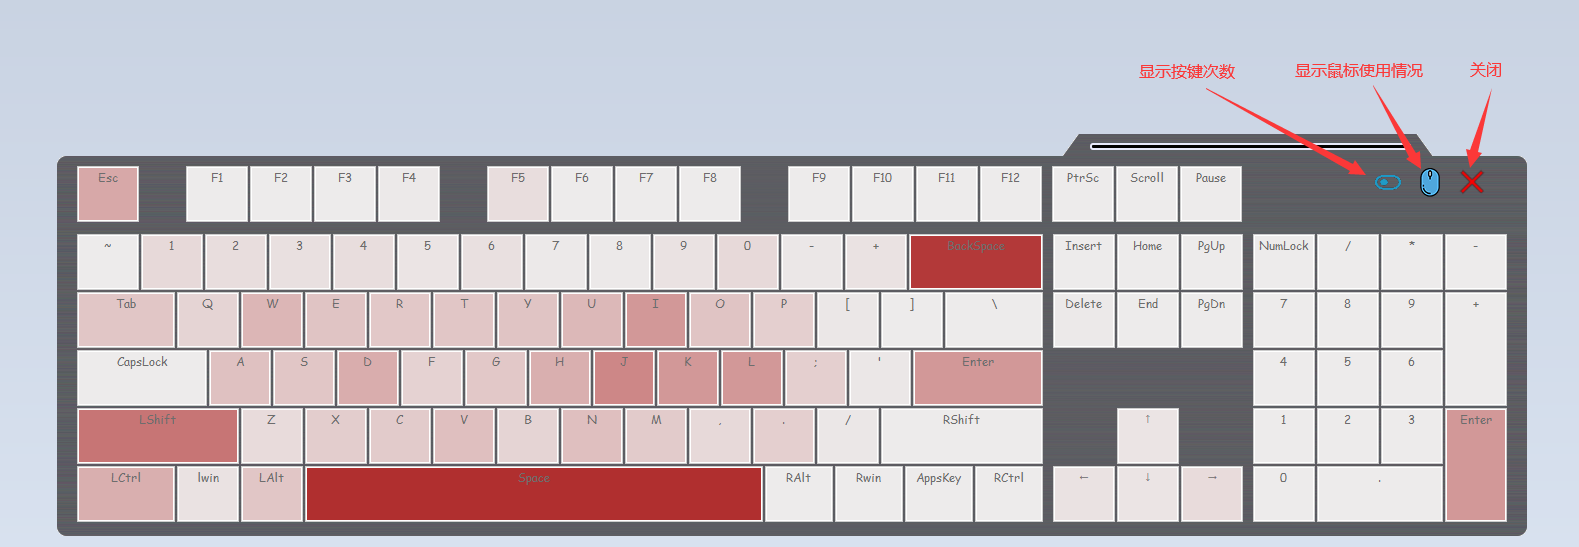 显示按键次数 显示鼠标使用情况 关闭
Esc F1 F2 F3 F4 F5 F6 F7 F8 F9 F10 F11 F12 PtrSc Scroll Pause
~ 1 2 3 4 5 6 7 8 9 0 - + BackSpace Insert Home PgUp NumLock / * -
Tab Q W E R T Y U I O P [ ] \ Delete End PgDn 7 8 9 +
CapsLock A S D F G H J K L ; ' Enter 4 5 6
LShift Z X C V B N M , . / RShift ↑ 1 2 3 Enter
LCtrl lwin LAlt Space RAlt Rwin AppsKey RCtrl ← ↓ → 0 .